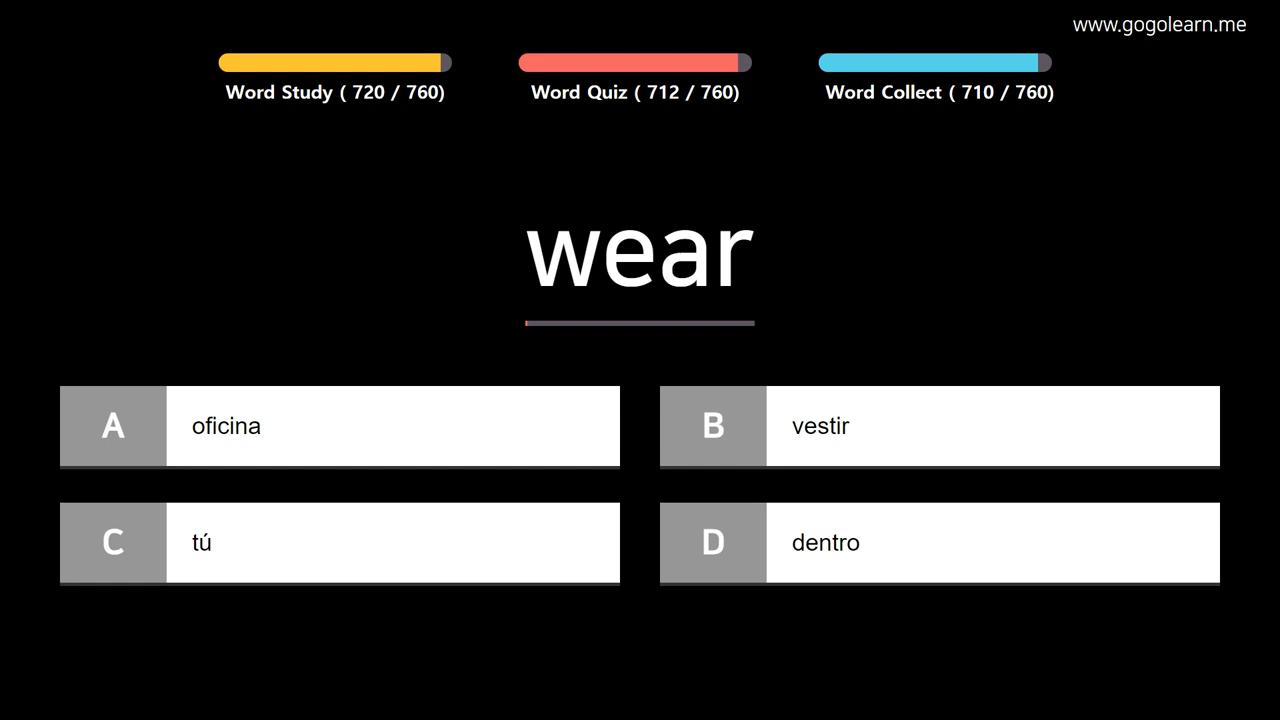 www.gogolearn.me
Word Study ( 720 / 760)
Word Quiz ( 712 / 760)
Word Collect ( 710 / 760)
wear
A oficina
B vestir
C tú
D dentro